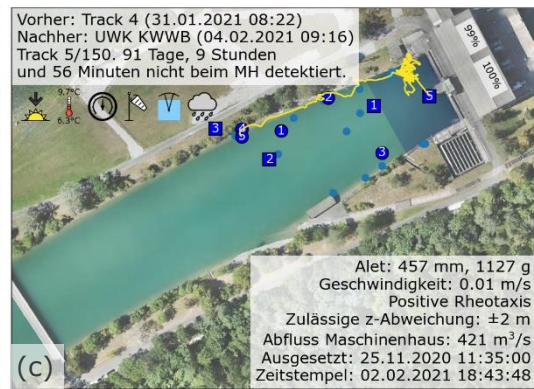 Vorher: Track 4 (31.01.2021 08:22)
Nachher: UWK KWWB (04.02.2021 09:16)
Track 5/150. 91 Tage, 9 Stunden
und 56 Minuten nicht beim MH detektiert.
99%
100%
9.7°C
6.3°C
2
S
1
3
4
5
1
2
3
Alet: 457 mm, 1127 g
Geschwindigkeit: 0.01 m/s
Positive Rheotaxis
Zulässige z-Abweichung: ±2 m
Abfluss Maschinenhaus: 421 m³/s
Ausgesetzt: 25.11.2020 11:35:00
Zeitstempel: 02.02.2021 18:43:48
(c)